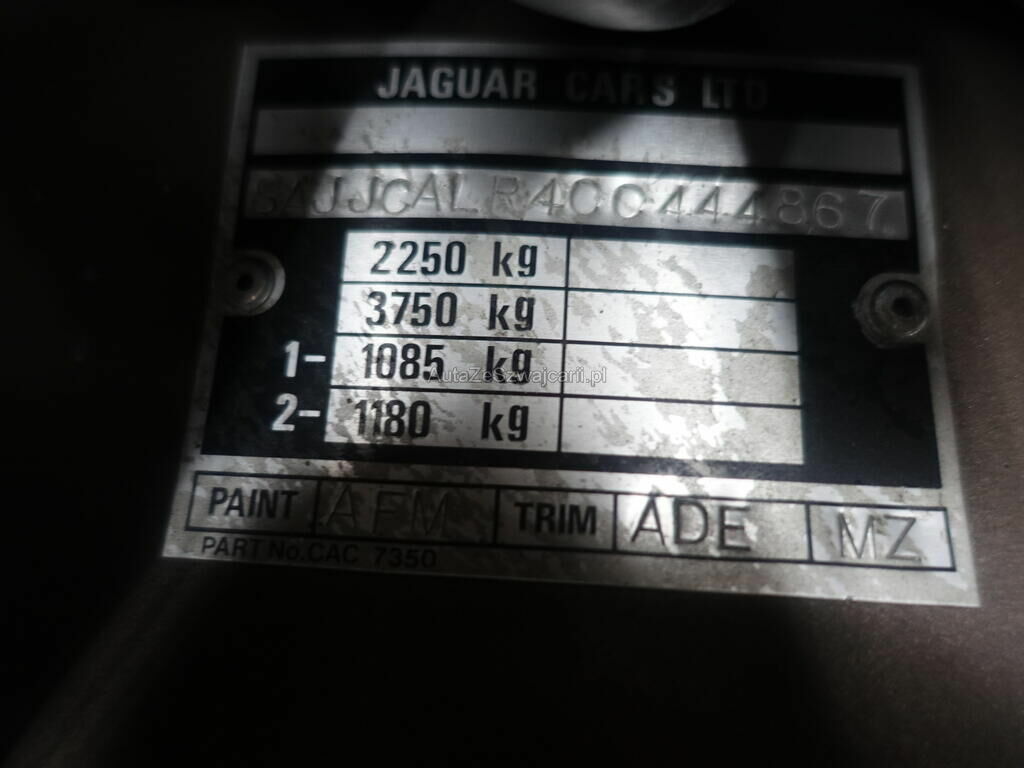 JAGUAR CARS LTD
SAJJCALR4CC444867
2250 kg
3750 kg
1- 1085 kg
2- 1180 kg
AutaZeSzwajcarii.pl
PAINT AFM TRIM ADE MZ
PART No. CAC 7350